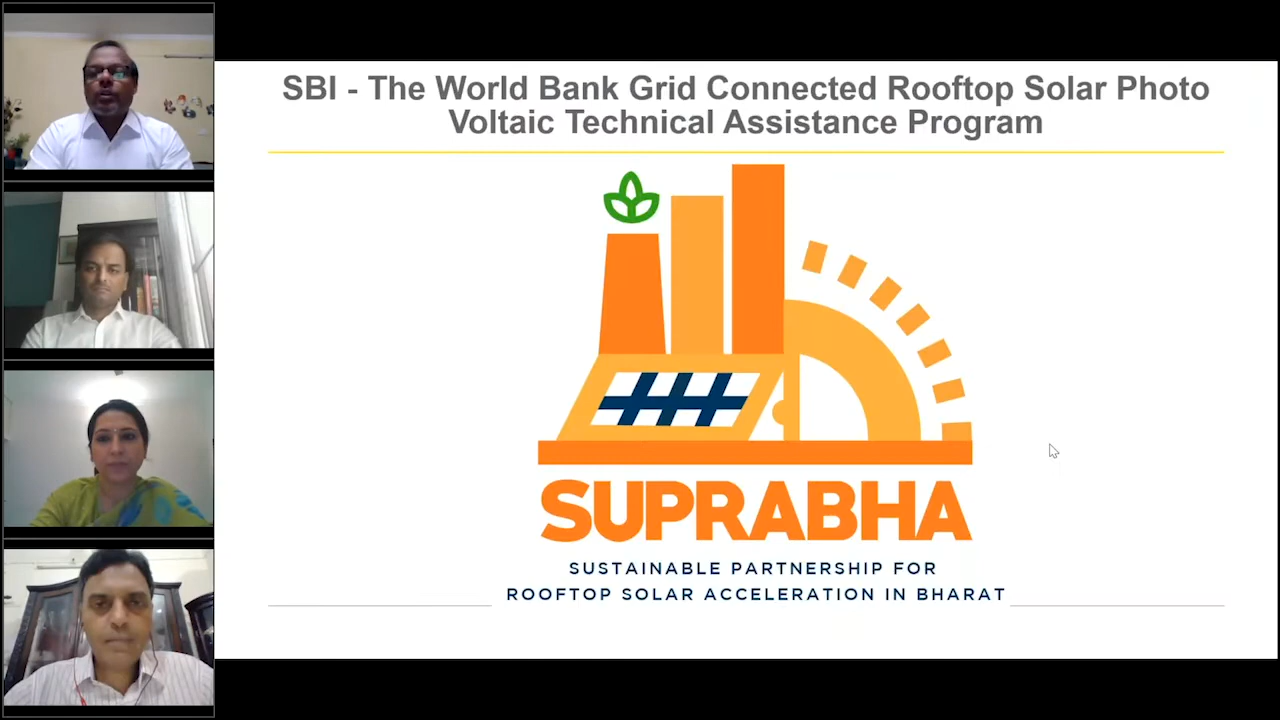 SBI - The World Bank Grid Connected Rooftop Solar Photo
Voltaic Technical Assistance Program
SUPRABHA
SUSTAINABLE PARTNERSHIP FOR
ROOFTOP SOLAR ACCELERATION IN BHARAT